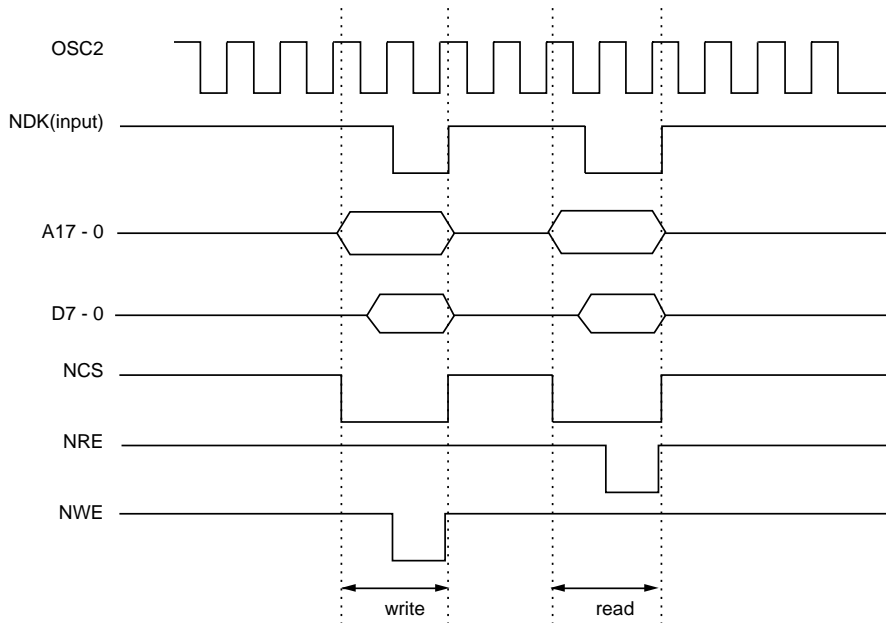 OSC2
NDK(input)
A17 - 0
D7 - 0
NCS
NRE
NWE
write read